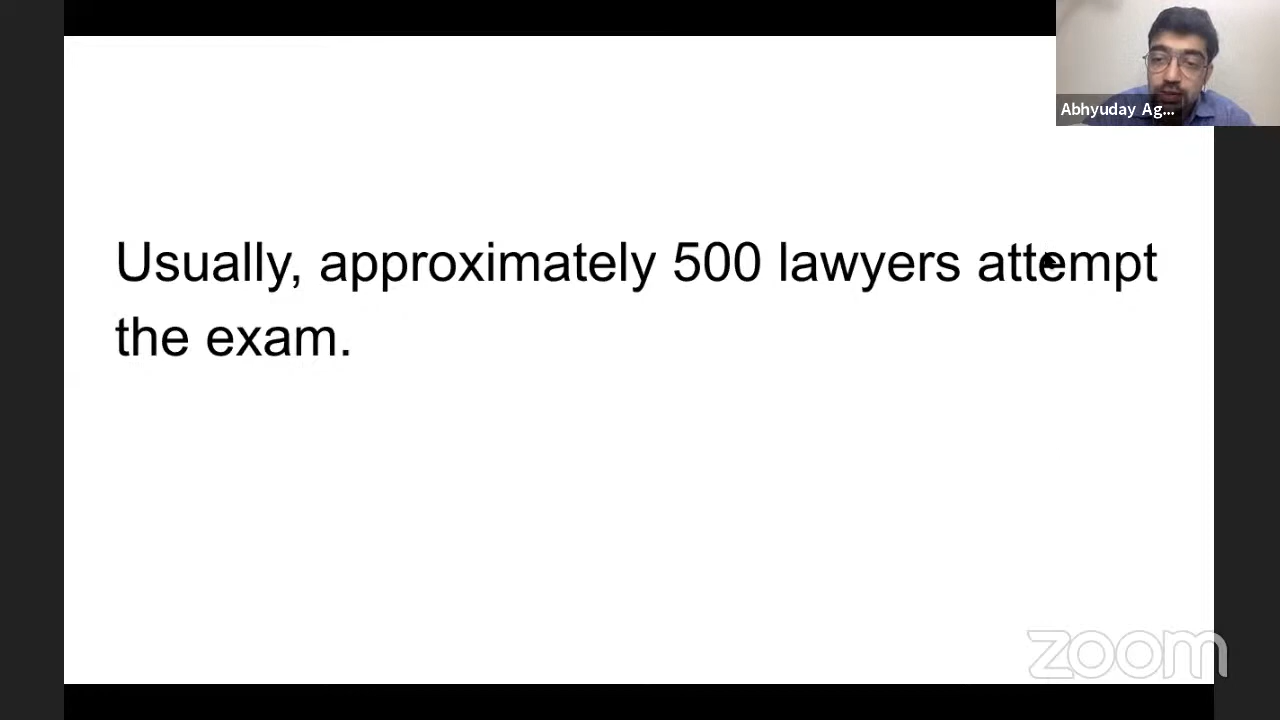 Abhyuday Ag...
Usually, approximately 500 lawyers attempt
the exam.
zoom